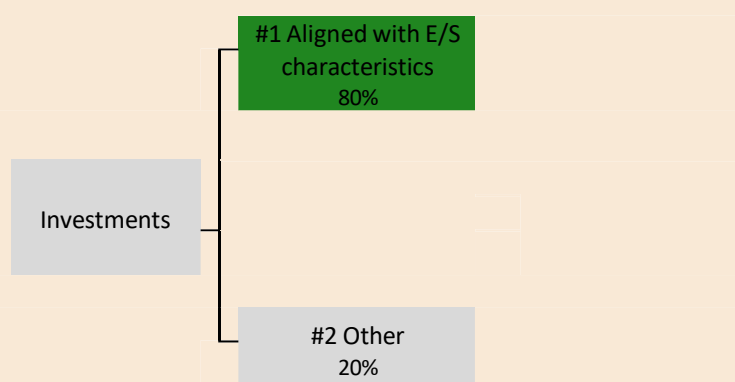 #1 Aligned with E/S
characteristics
80%
Investments
#2 Other
20%